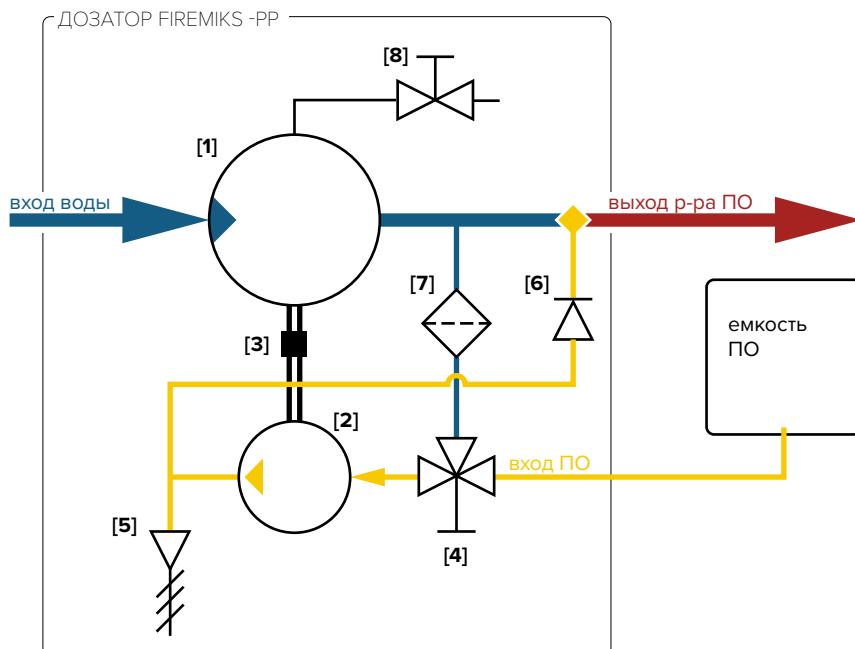 ДОЗАТОР FIREMIKS -PP
[8]
[1]
вход воды
выход р-ра ПО
[7]
[6]
емкость
ПО
[3]
[2]
вход ПО
[5]
[4]